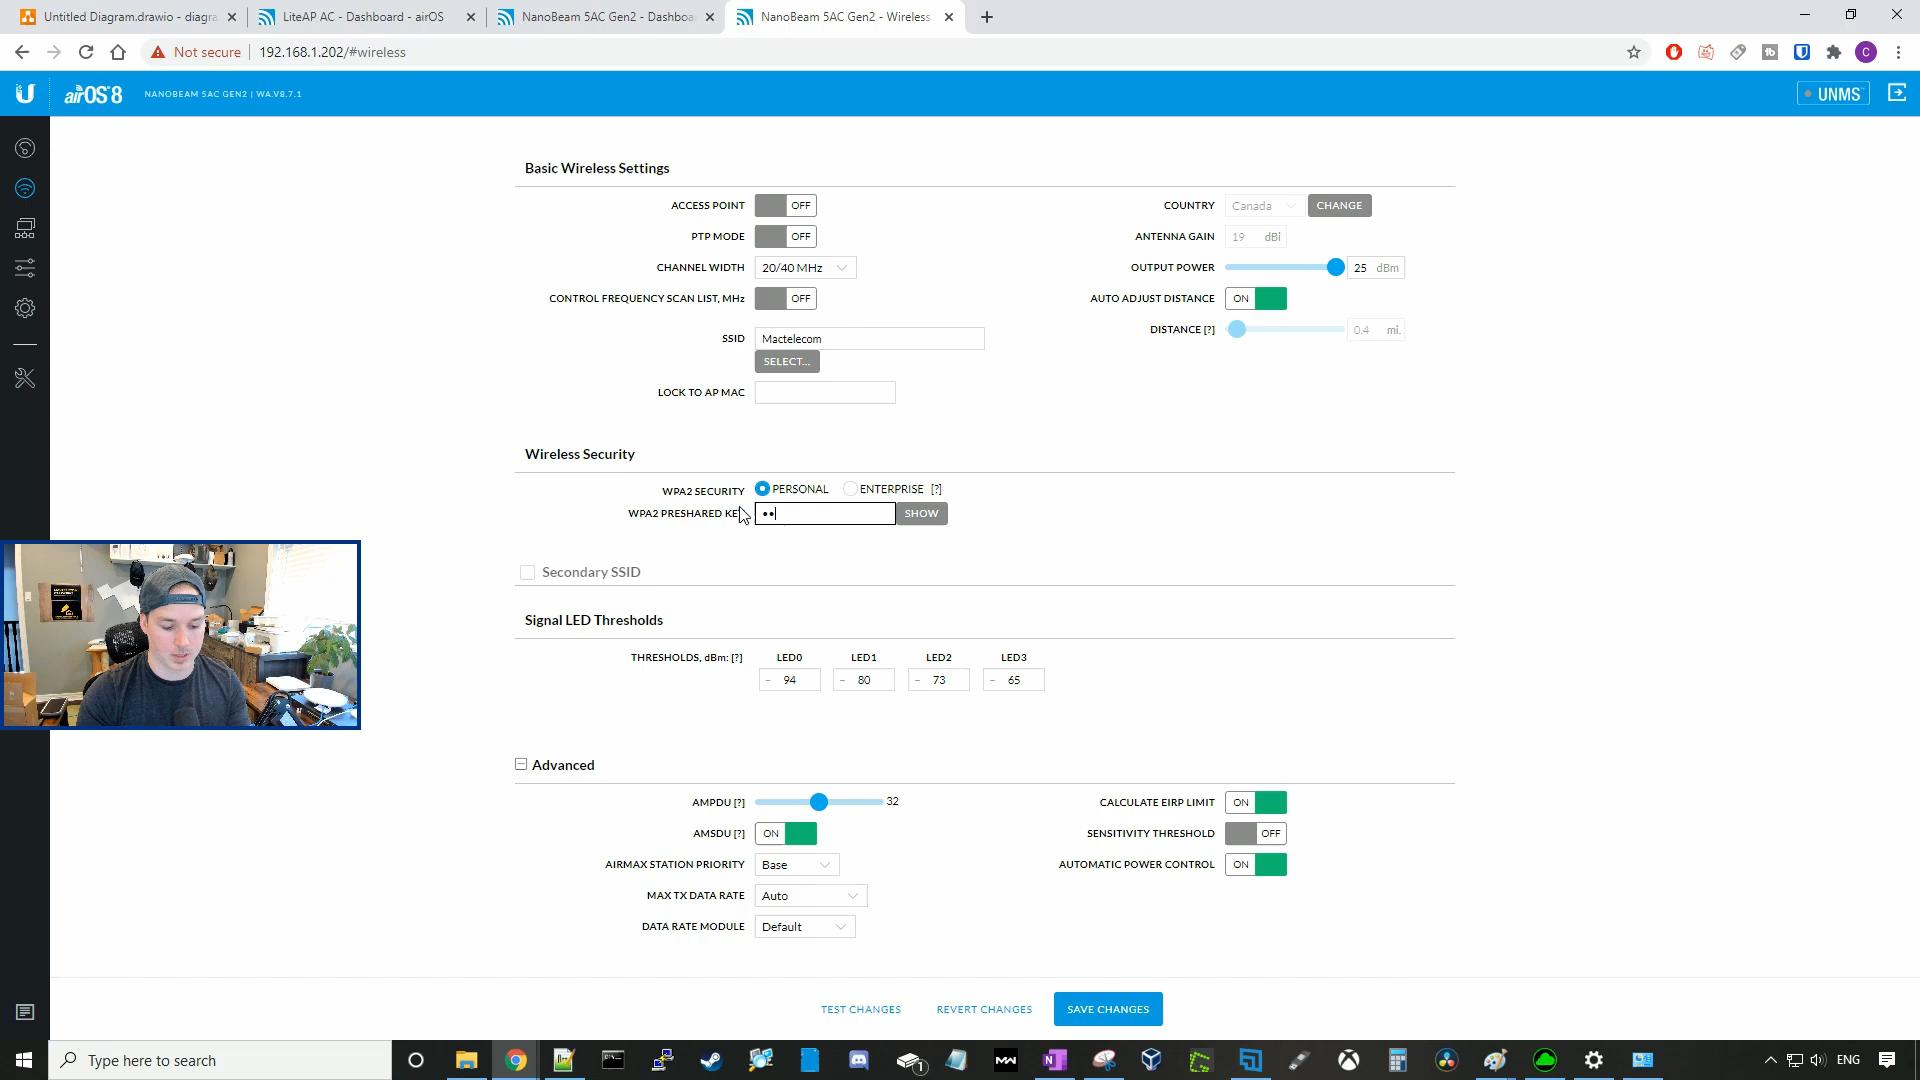 Untitled Diagram.drawio - diagra
LiteAP AC - Dashboard - airOS
NanoBeam 5AC Gen2 - Dashboa
NanoBeam 5AC Gen2 - Wireless
Not secure
192.168.1.202/#wireless
C
airOS 8
NANOBEAM 5AC GEN2 | WA.V8.7.1
UNMS
Basic Wireless Settings
ACCESS POINT OFF
PTP MODE OFF
CHANNEL WIDTH 20/40 MHz
CONTROL FREQUENCY SCAN LIST, MHz OFF
SSID Mactelecom
SELECT...
LOCK TO AP MAC
COUNTRY Canada CHANGE
ANTENNA GAIN 19 dBi
OUTPUT POWER 25 dBm
AUTO ADJUST DISTANCE ON
DISTANCE [?] 0.4 mi.
Wireless Security
WPA2 SECURITY PERSONAL ENTERPRISE [?]
WPA2 PRESHARED KE •• SHOW
Secondary SSID
Signal LED Thresholds
THRESHOLDS, dBm: [?] LED0 LED1 LED2 LED3
- 94 - 80 - 73 - 65
Advanced
AMPDU [?] 32
AMSDU [?] ON
AIRMAX STATION PRIORITY Base
MAX TX DATA RATE Auto
DATA RATE MODULE Default
CALCULATE EIRP LIMIT ON
SENSITIVITY THRESHOLD OFF
AUTOMATIC POWER CONTROL ON
TEST CHANGES REVERT CHANGES SAVE CHANGES
Type here to search
ENG